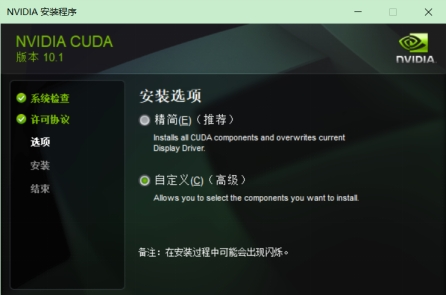 NVIDIA 安装程序
NVIDIA CUDA
版本 10.1
NVIDIA
系统检查
许可协议
选项
安装
结束
安装选项
精简(E)（推荐）
Installs all CUDA components and overwrites current
Display Driver.
自定义(C)（高级）
Allows you to select the components you want to install.
备注：在安装过程中可能会出现闪烁。